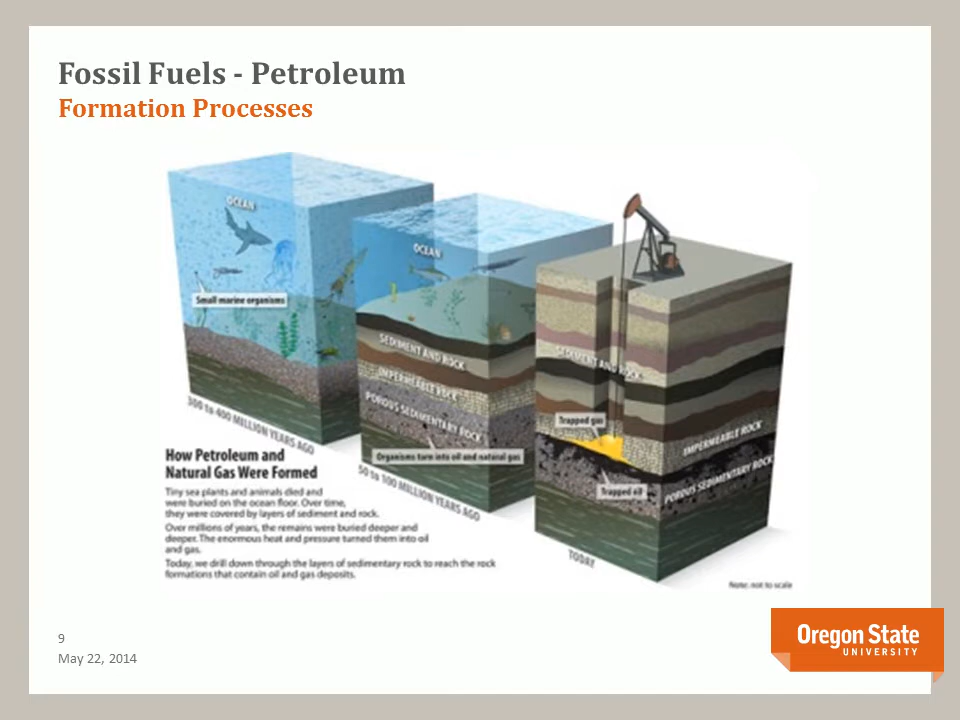 Fossil Fuels - Petroleum
Formation Processes
OCEAN
Small marine organisms
300 to 400 MILLION YEARS AGO
OCEAN
SEDIMENT AND ROCK
IMPERMEABLE ROCK
POROUS SEDIMENTARY ROCK
Organisms turn into oil and natural gas
50 to 100 MILLION YEARS AGO
SEDIMENT AND ROCK
Trapped gas
IMPERMEABLE ROCK
POROUS SEDIMENTARY ROCK
Trapped oil
TODAY
How Petroleum and
Natural Gas Were Formed
Tiny sea plants and animals died and
were buried on the ocean floor. Over time,
they were covered by layers of sediment and rock.
Over millions of years, the remains were buried deeper and
deeper. The enormous heat and pressure turned them into oil
and gas.
Today, we drill down through the layers of sedimentary rock to reach the rock
formations that contain oil and gas deposits.
Note: not to scale
9
May 22, 2014
Oregon State
UNIVERSITY